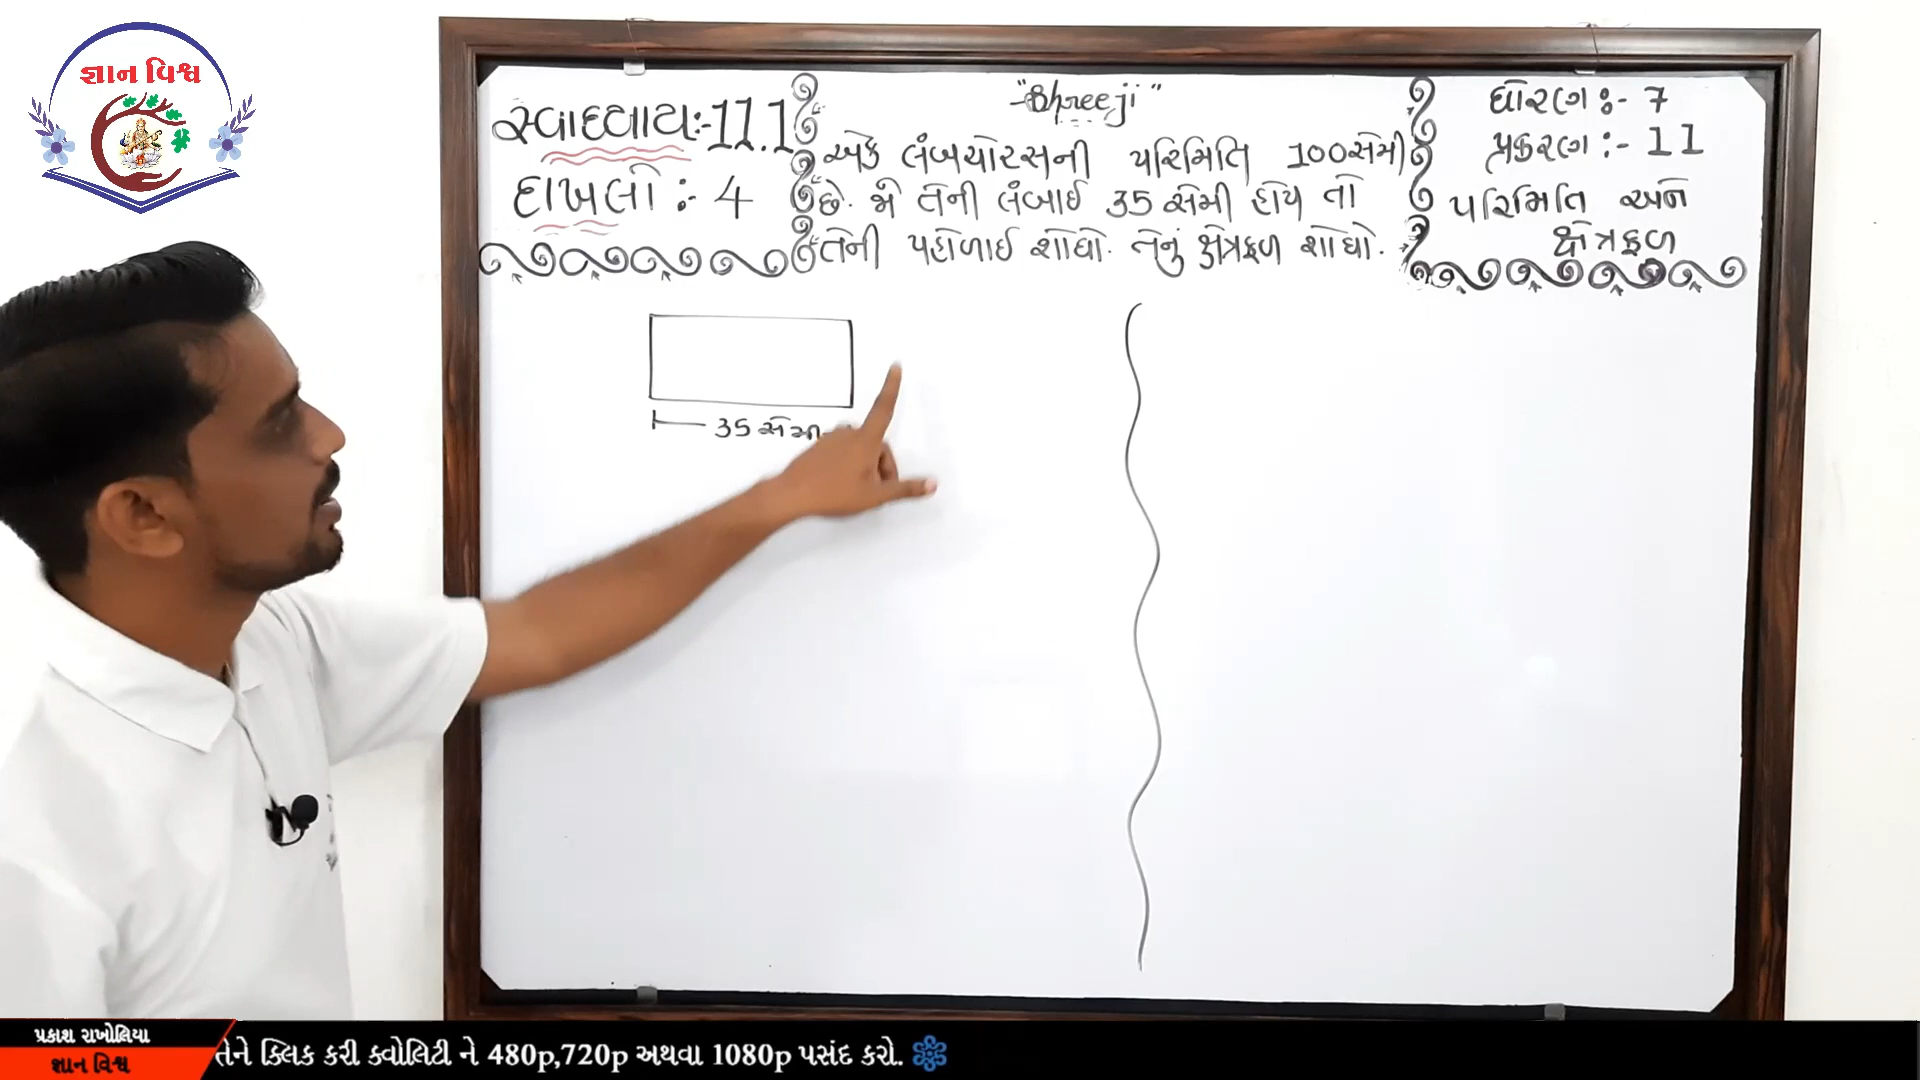 જ્ઞાન વિશ્વ
"Shreeji"
સ્વાધ્યાય:-11.1
દાખલો :- 4
એક લંબચોરસની પરિમિતિ 100સેમી
છે. જો તેની લંબાઈ 35 સેમી હોય તો
તેની પહોળાઈ શોધો. તેનું ક્ષેત્રફળ શોધો.
ધોરણ :- 7
પ્રકરણ :- 11
પરિમિતિ અને
ક્ષેત્રફળ
35 સેમી
પ્રકાશ રાખોલિયા
જ્ઞાન વિશ્વ
તેને ક્લિક કરી ક્વોલિટી ને 480p,720p અથવા 1080p પસંદ કરો.